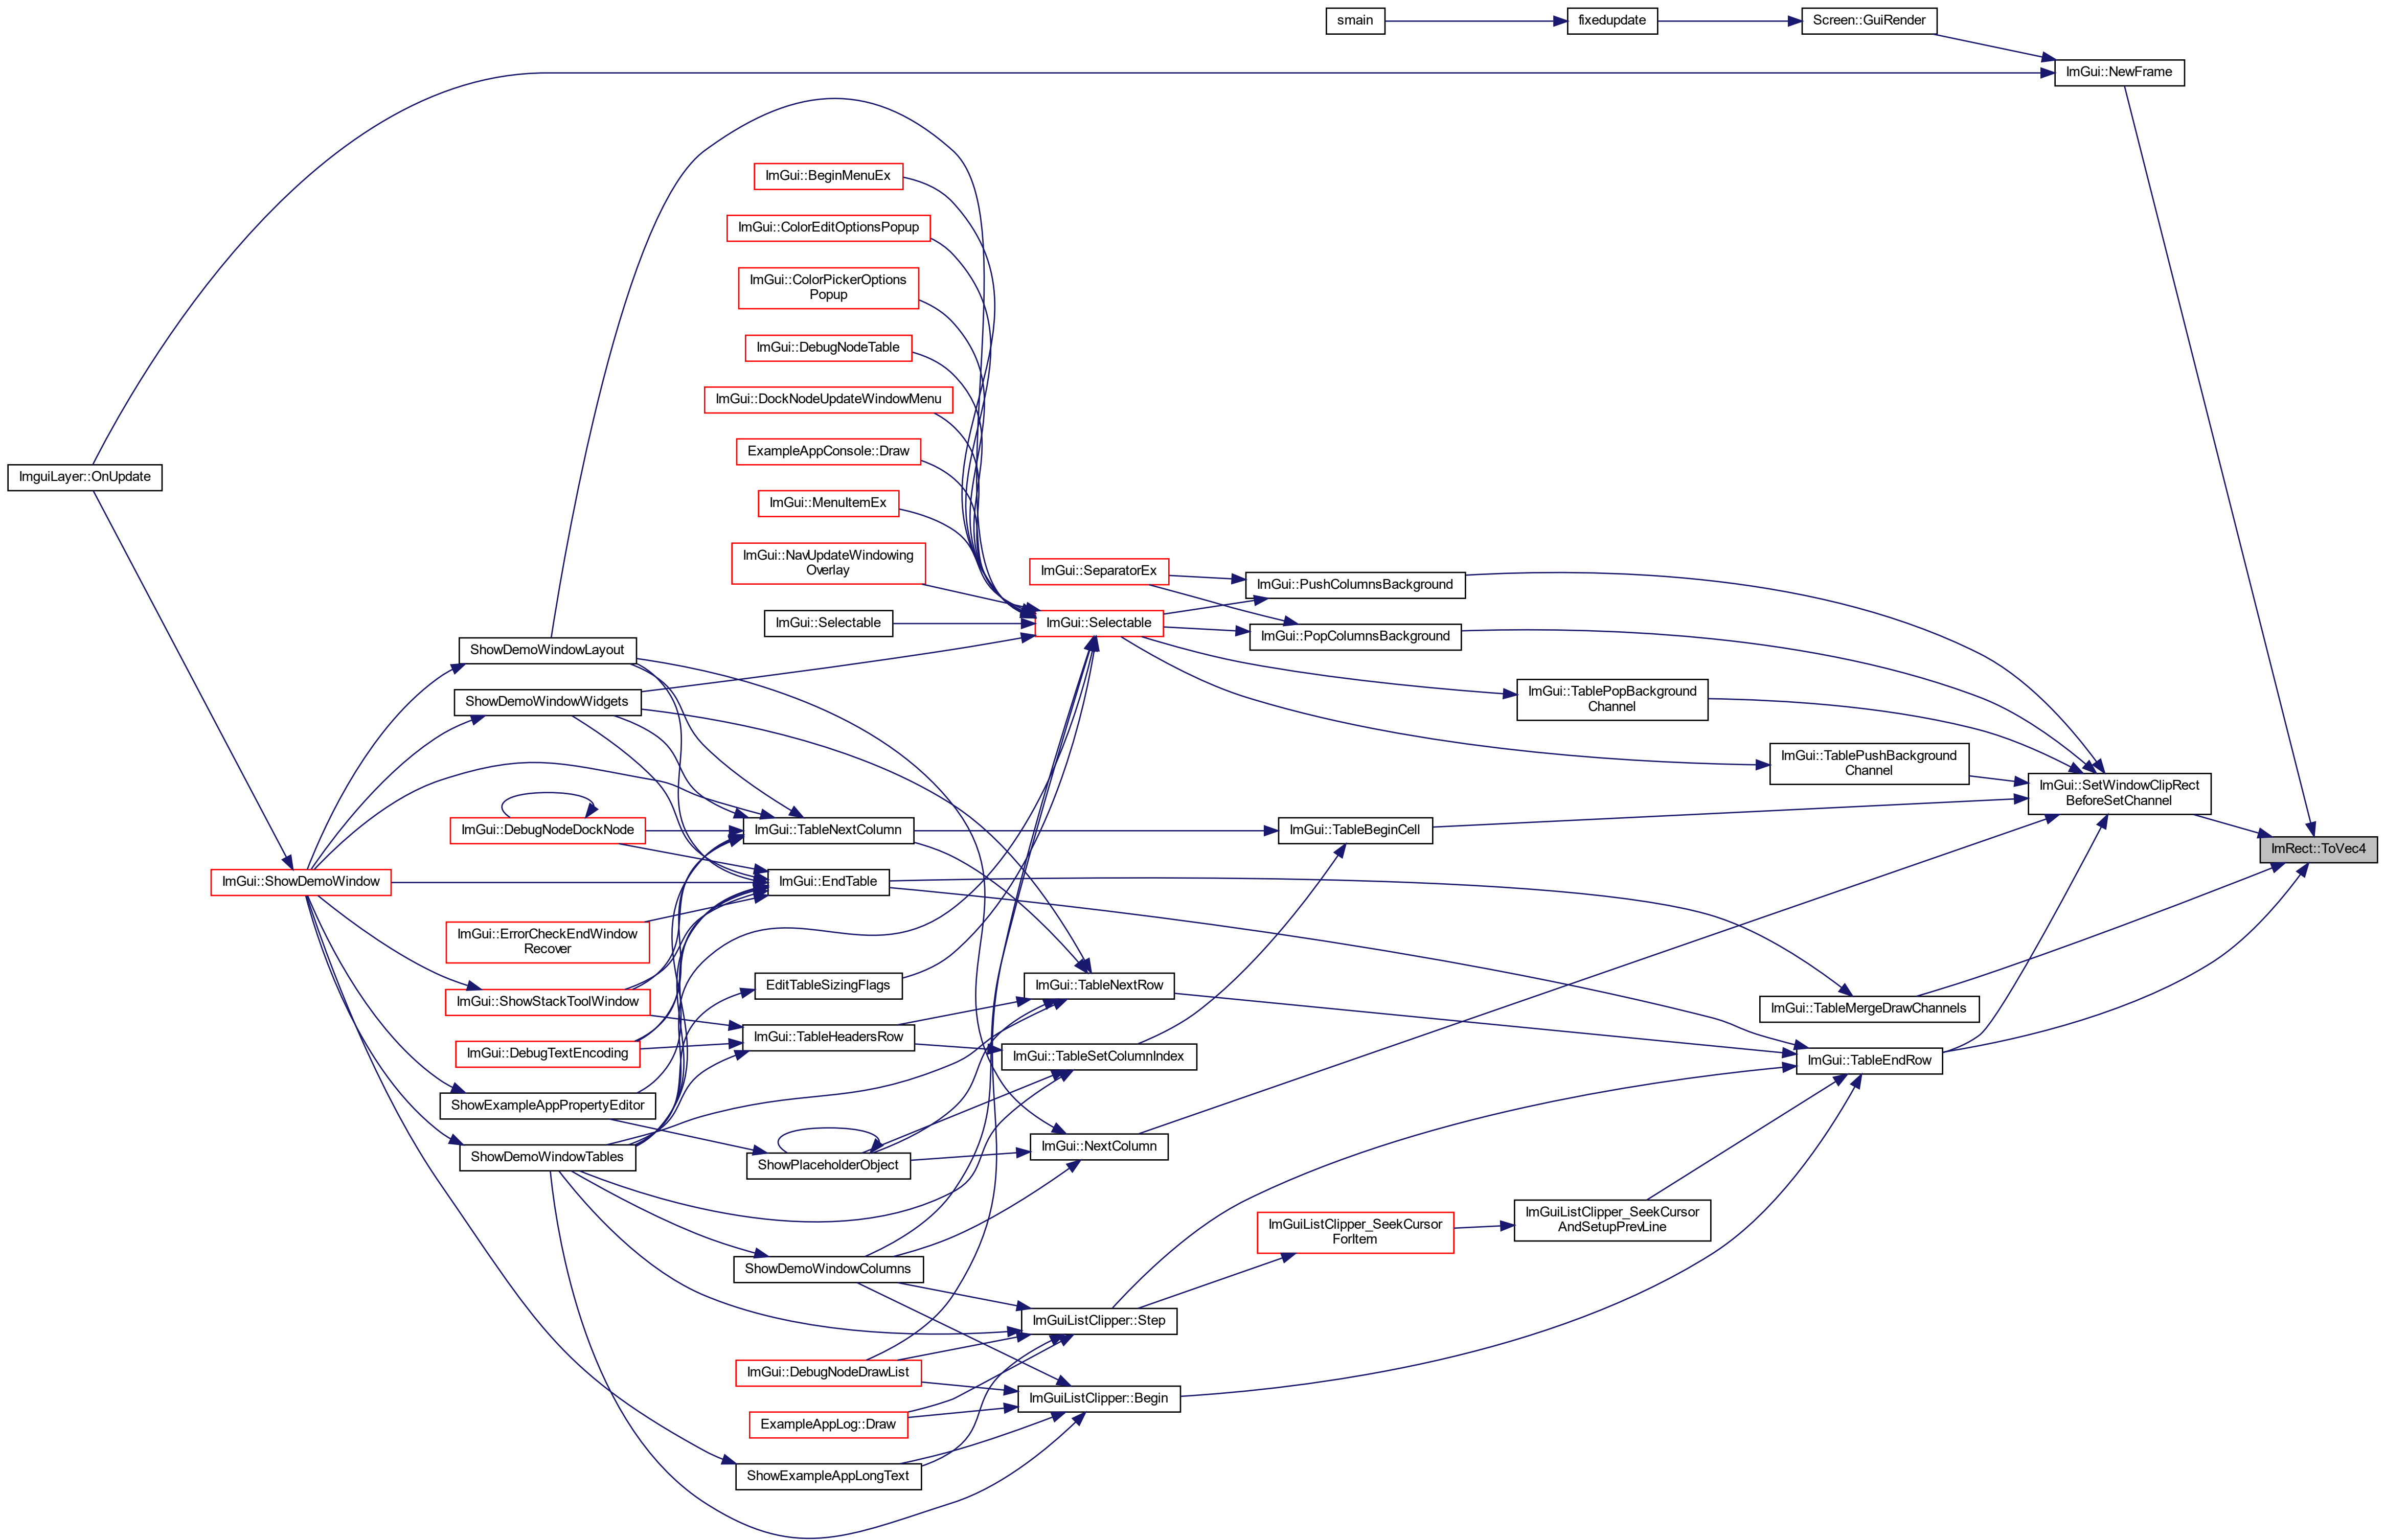 smain
fixedupdate
Screen::GuiRender
ImGui::NewFrame
ImGui::BeginMenuEx
ImGui::ColorEditOptionsPopup
ImGui::ColorPickerOptions
Popup
ImGui::DebugNodeTable
ImGui::DockNodeUpdateWindowMenu
ExampleAppConsole::Draw
ImguiLayer::OnUpdate
ImGui::MenuItemEx
ImGui::NavUpdateWindowing
Overlay
ImGui::SeparatorEx
ImGui::PushColumnsBackground
ImGui::Selectable
ImGui::Selectable
ImGui::PopColumnsBackground
ShowDemoWindowLayout
ShowDemoWindowWidgets
ImGui::TablePopBackground
Channel
ImGui::TablePushBackground
Channel
ImGui::SetWindowClipRect
BeforeSetChannel
ImGui::DebugNodeDockNode
ImGui::TableNextColumn
ImGui::TableBeginCell
ImRect::ToVec4
ImGui::ShowDemoWindow
ImGui::EndTable
ImGui::ErrorCheckEndWindow
Recover
ImGui::ShowStackToolWindow
EditTableSizingFlags
ImGui::TableNextRow
ImGui::TableMergeDrawChannels
ImGui::DebugTextEncoding
ImGui::TableHeadersRow
ImGui::TableSetColumnIndex
ImGui::TableEndRow
ShowExampleAppPropertyEditor
ShowDemoWindowTables
ShowPlaceholderObject
ImGui::NextColumn
ImGuiListClipper_SeekCursor
ForItem
ImGuiListClipper_SeekCursor
AndSetupPrevLine
ShowDemoWindowColumns
ImGuiListClipper::Step
ImGui::DebugNodeDrawList
ImGuiListClipper::Begin
ExampleAppLog::Draw
ShowExampleAppLongText